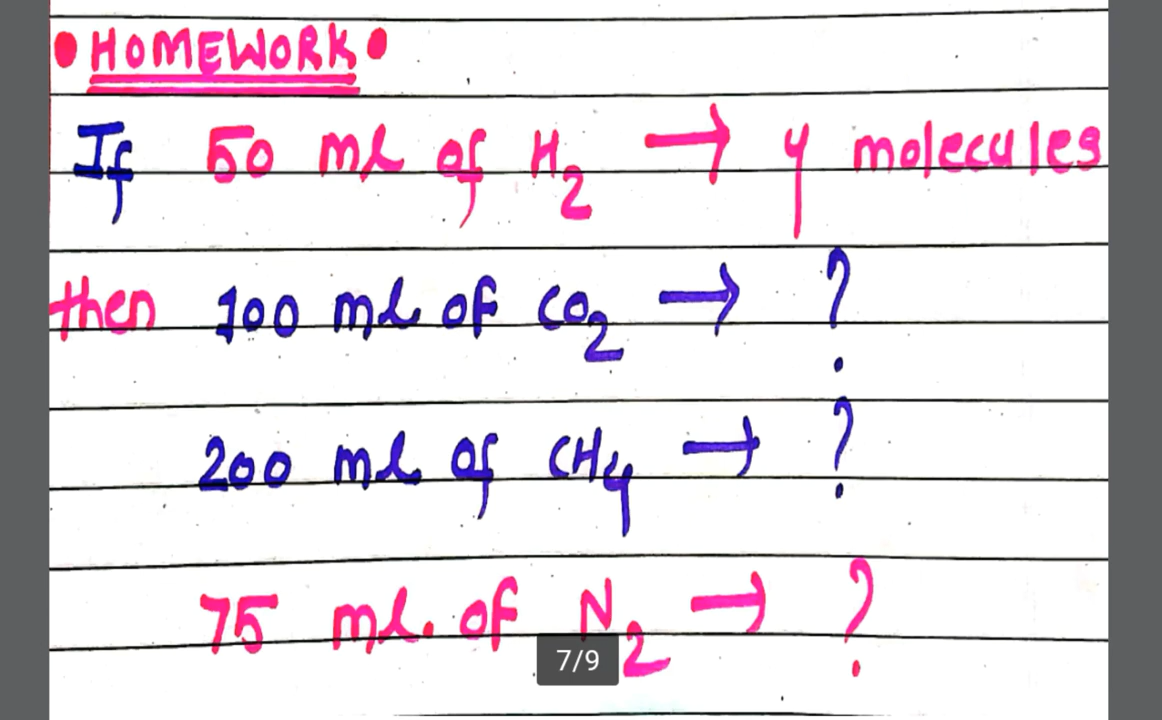 • HOMEWORK •
If 50 ml of H2 → y molecules
then 100 ml of CO2 → ?
200 ml of CH4 → ?
75 ml. of N2 → ?
7/9